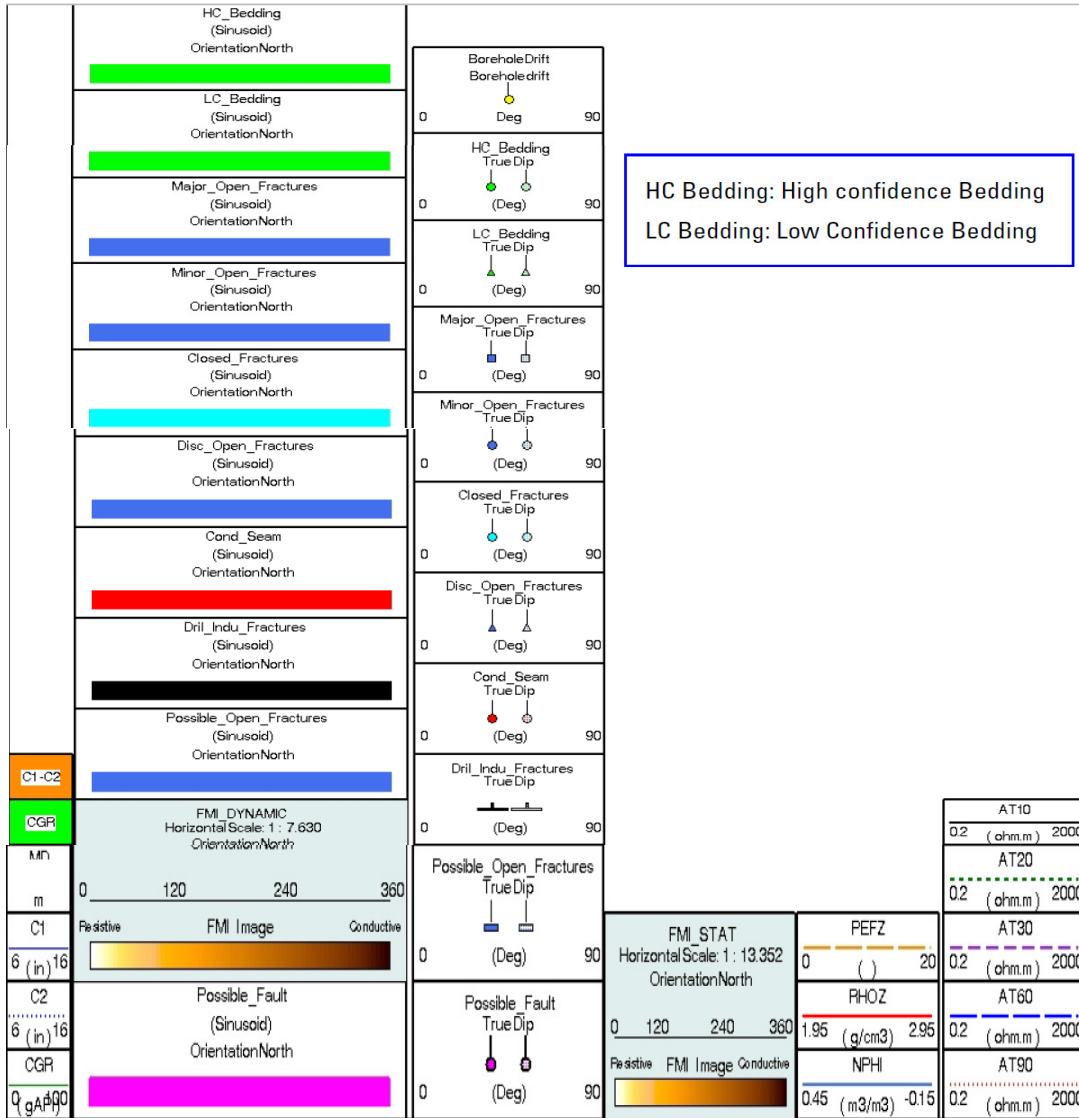 HC_Bedding
(Sinusoid)
OrientationNorth
LC_Bedding
(Sinusoid)
OrientationNorth
Major_Open_Fractures
(Sinusoid)
OrientationNorth
Minor_Open_Fractures
(Sinusoid)
OrientationNorth
Closed_Fractures
(Sinusoid)
OrientationNorth
Disc_Open_Fractures
(Sinusoid)
OrientationNorth
Cond_Seam
(Sinusoid)
OrientationNorth
Dril_Indu_Fractures
(Sinusoid)
OrientationNorth
Possible_Open_Fractures
(Sinusoid)
OrientationNorth
C1-C2
CGR
MD
m
C1
6 (in) 16
C2
6 (in) 16
CGR
(gAPI)
FMI_DYNAMIC
Horizontal Scale: 1 : 7.630
OrientationNorth
0 120 240 360
Resistive FMI Image Conductive
Possible_Fault
(Sinusoid)
OrientationNorth
Borehole Drift
Borehole drift
0 Deg 90
HC_Bedding
True Dip
0 (Deg) 90
LC_Bedding
True Dip
0 (Deg) 90
Major_Open_Fractures
True Dip
0 (Deg) 90
Minor_Open_Fractures
True Dip
0 (Deg) 90
Closed_Fractures
True Dip
0 (Deg) 90
Disc_Open_Fractures
True Dip
0 (Deg) 90
Cond_Seam
True Dip
0 (Deg) 90
Dril_Indu_Fractures
True Dip
0 (Deg) 90
Possible_Open_Fractures
True Dip
0 (Deg) 90
Possible_Fault
True Dip
0 (Deg) 90
HC Bedding: High confidence Bedding
LC Bedding: Low Confidence Bedding
FMI_STAT
Horizontal Scale: 1 : 13.352
OrientationNorth
0 120 240 360
Resistive FMI Image Conductive
PEFZ
0 ( ) 20
RHOZ
1.95 (g/cm3) 2.95
NPHI
0.45 (m3/m3) -0.15
AT10
0.2 (ohm.m) 2000
AT20
0.2 (ohm.m) 2000
AT30
0.2 (ohm.m) 2000
AT60
0.2 (ohm.m) 2000
AT90
0.2 (ohm.m) 2000